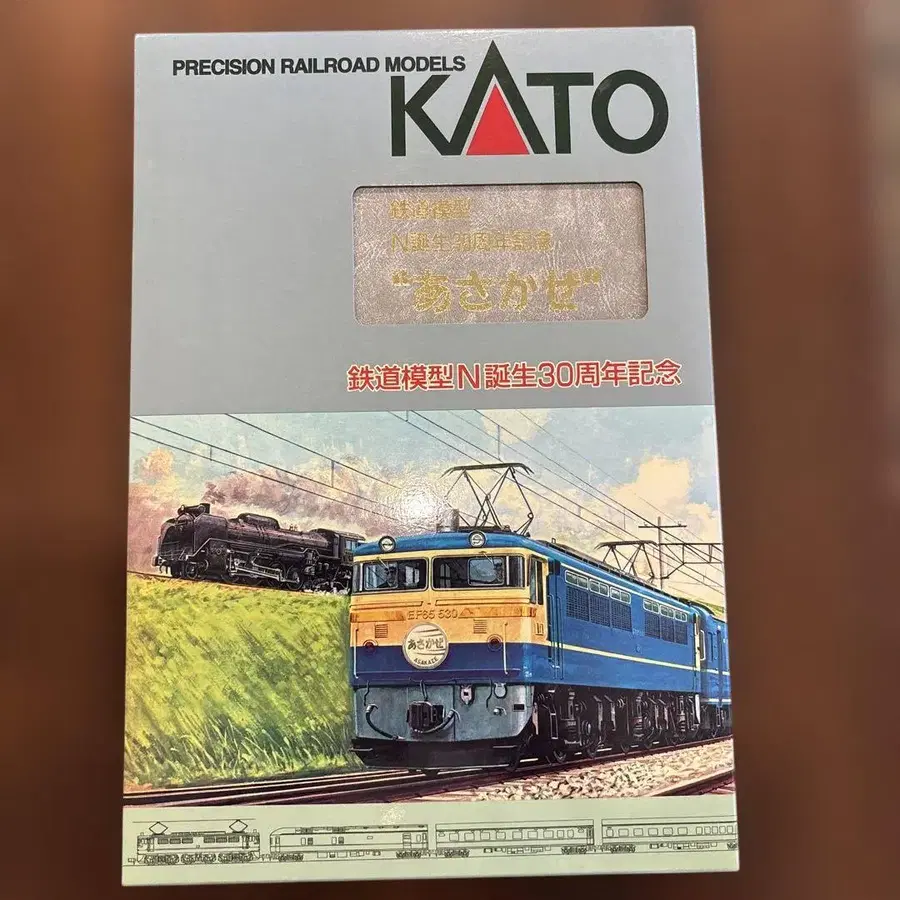 PRECISION RAILROAD MODELS
KATO
鉄道模型
N誕生30周年記念
"あさかぜ"
鉄道模型N誕生30周年記念
EF65 530
あさかぜ
ASAKAZE